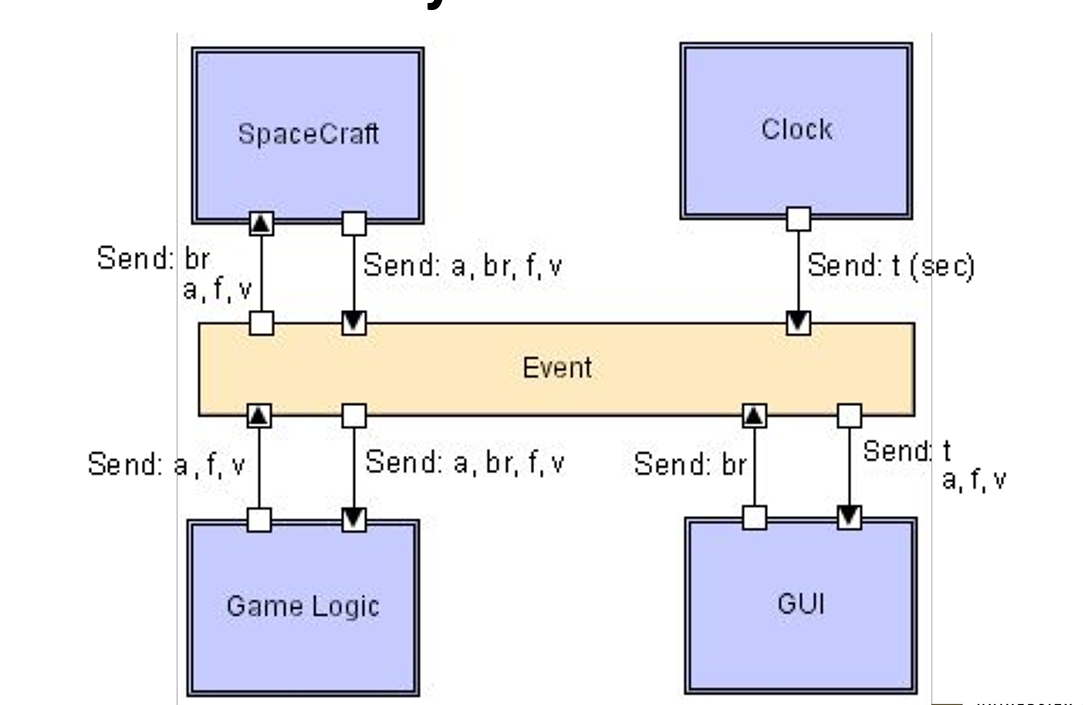 SpaceCraft
Clock
Send: br
a, f, v
Send: a, br, f, v
Send: t (sec)
Event
Send: a, f, v
Send: a, br, f, v
Send: br
Send: t
a, f, v
Game Logic
GUI